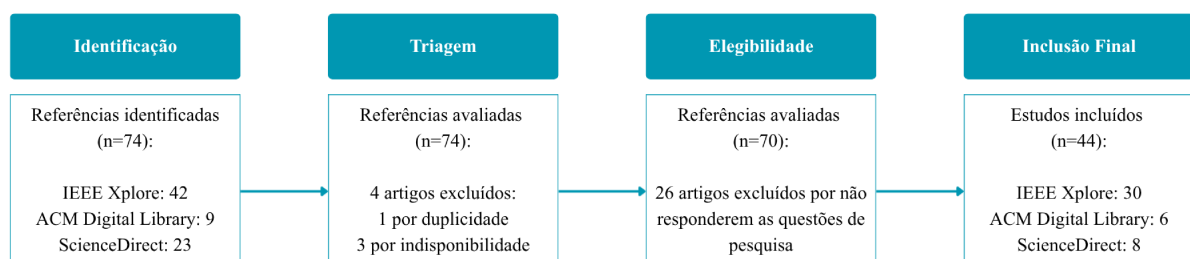 Identificação
Referências identificadas
(n=74):
IEEE Xplore: 42
ACM Digital Library: 9
ScienceDirect: 23
Triagem
Referências avaliadas
(n=74):
4 artigos excluídos:
1 por duplicidade
3 por indisponibilidade
Elegibilidade
Referências avaliadas
(n=70):
26 artigos excluídos por não
responderem as questões de
pesquisa
Inclusão Final
Estudos incluídos
(n=44):
IEEE Xplore: 30
ACM Digital Library: 6
ScienceDirect: 8